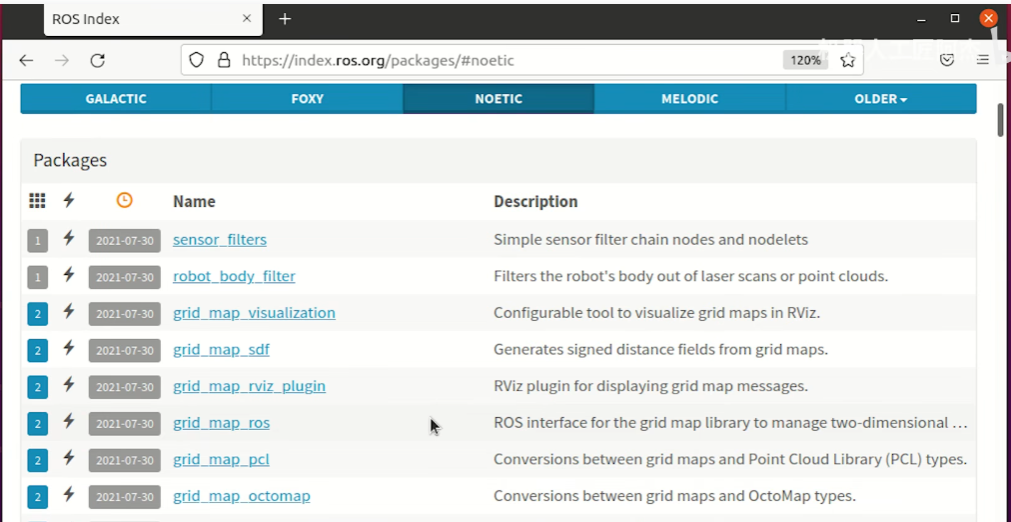 ROS Index
https://index.ros.org/packages/#noetic 120%
GALACTIC FOXY NOETIC MELODIC OLDER
Packages
Name Description
1 2021-07-30 sensor_filters Simple sensor filter chain nodes and nodelets
1 2021-07-30 robot_body_filter Filters the robot's body out of laser scans or point clouds.
2 2021-07-30 grid_map_visualization Configurable tool to visualize grid maps in RViz.
2 2021-07-30 grid_map_sdf Generates signed distance fields from grid maps.
2 2021-07-30 grid_map_rviz_plugin RViz plugin for displaying grid map messages.
2 2021-07-30 grid_map_ros ROS interface for the grid map library to manage two-dimensional …
2 2021-07-30 grid_map_pcl Conversions between grid maps and Point Cloud Library (PCL) types.
2 2021-07-30 grid_map_octomap Conversions between grid maps and OctoMap types.